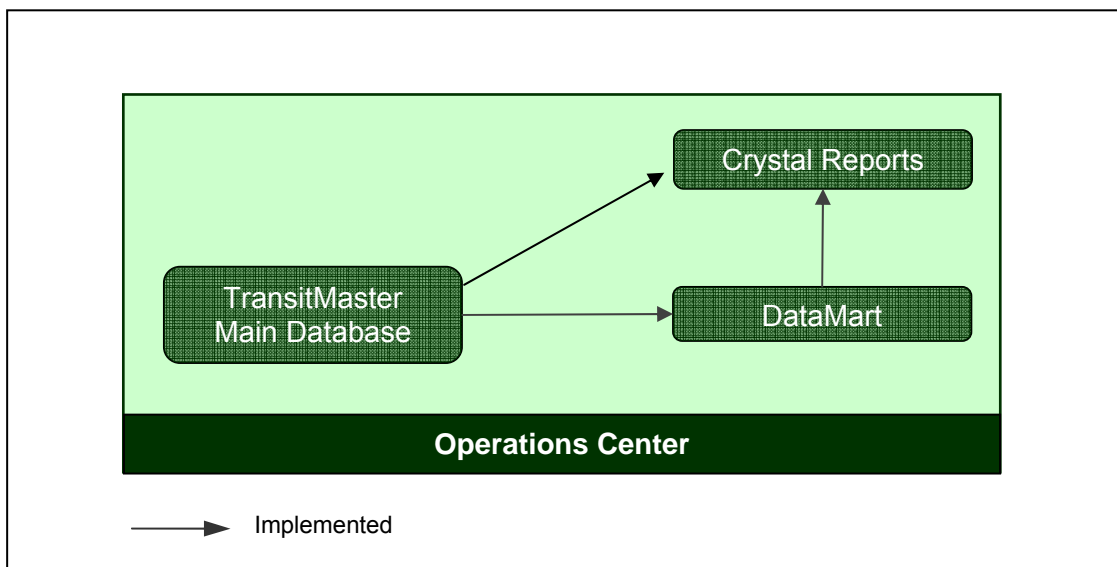 Crystal Reports
TransitMaster
Main Database
DataMart
Operations Center
Implemented